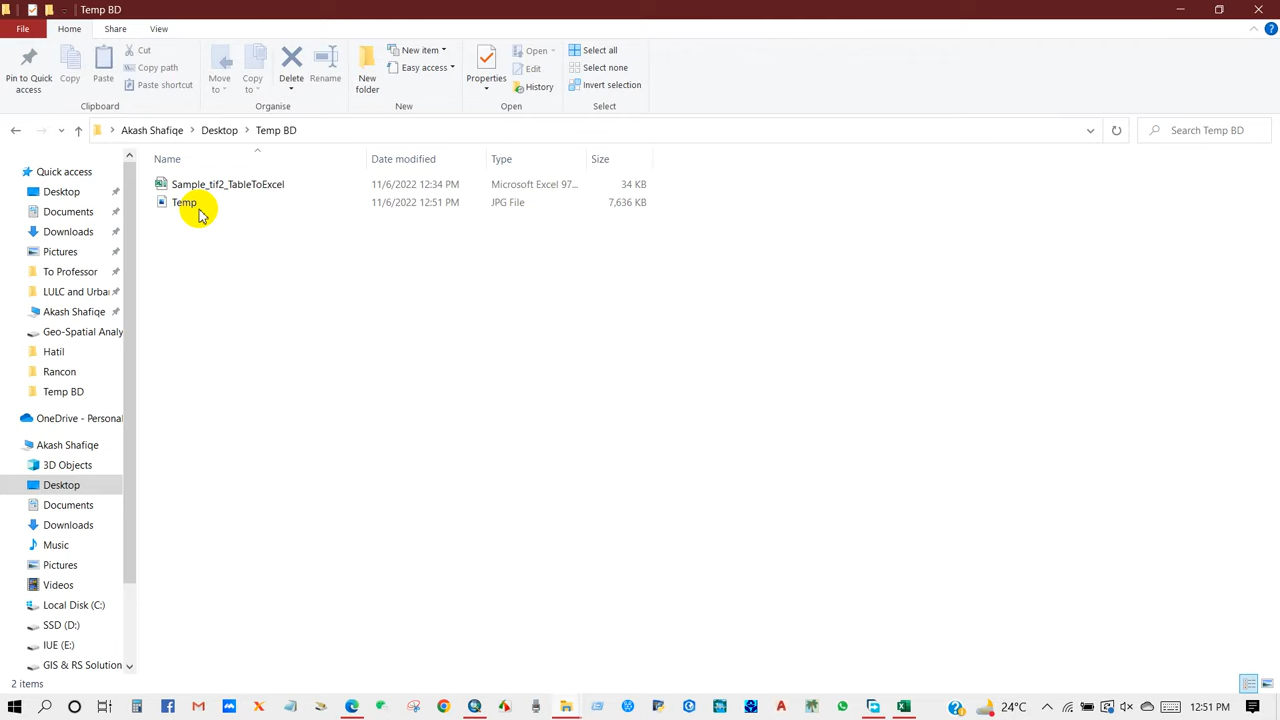 Temp BD
File
Home
Share
View
Pin to Quick access
Copy
Paste
Cut
Copy path
Paste shortcut
Clipboard
Move to
Copy to
Delete
Rename
Organise
New folder
New item
Easy access
New
Properties
Open
Edit
History
Open
Select all
Select none
Invert selection
Select
Akash Shafiqe
Desktop
Temp BD
Search Temp BD
Name
Date modified
Type
Size
Sample_tif2_TableToExcel 11/6/2022 12:34 PM Microsoft Excel 97... 34 KB
Temp 11/6/2022 12:51 PM JPG File 7,636 KB
Quick access
Desktop
Documents
Downloads
Pictures
To Professor
LULC and Urba
Akash Shafiqe
Geo-Spatial Analy
Hatil
Rancon
Temp BD
OneDrive - Persona
Akash Shafiqe
3D Objects
Desktop
Documents
Downloads
Music
Pictures
Videos
Local Disk (C:)
SSD (D:)
IUE (E:)
GIS & RS Solution
2 items
24°C
12:51 PM